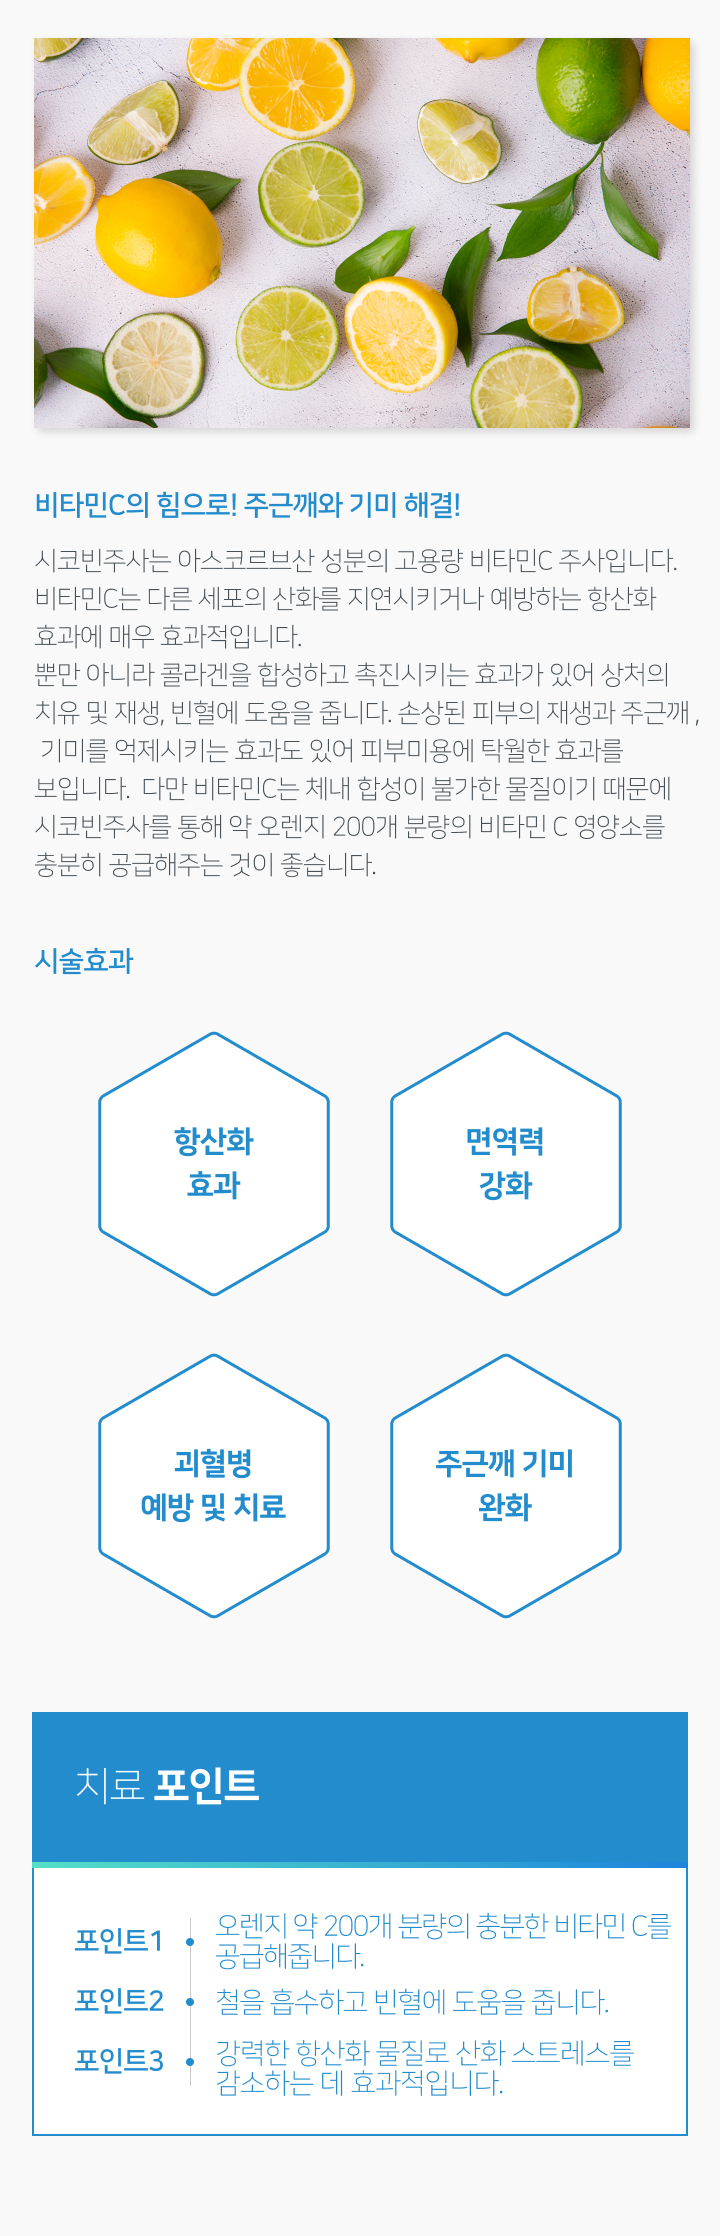 비타민C의 힘으로! 주근깨와 기미 해결!
시코빈주사는 아스코르브산 성분의 고용량 비타민C 주사입니다.
비타민C는 다른 세포의 산화를 지연시키거나 예방하는 항산화
효과에 매우 효과적입니다.
뿐만 아니라 콜라겐을 합성하고 촉진시키는 효과가 있어 상처의
치유 및 재생, 빈혈에 도움을 줍니다. 손상된 피부의 재생과 주근깨 ,
기미를 억제시키는 효과도 있어 피부미용에 탁월한 효과를
보입니다. 다만 비타민C는 체내 합성이 불가한 물질이기 때문에
시코빈주사를 통해 약 오렌지 200개 분량의 비타민 C 영양소를
충분히 공급해주는 것이 좋습니다.
시술효과
항산화
효과
면역력
강화
괴혈병
예방 및 치료
주근깨 기미
완화
치료 포인트
포인트1
오렌지 약 200개 분량의 충분한 비타민 C를
공급해줍니다.
포인트2
철을 흡수하고 빈혈에 도움을 줍니다.
포인트3
강력한 항산화 물질로 산화 스트레스를
감소하는 데 효과적입니다.